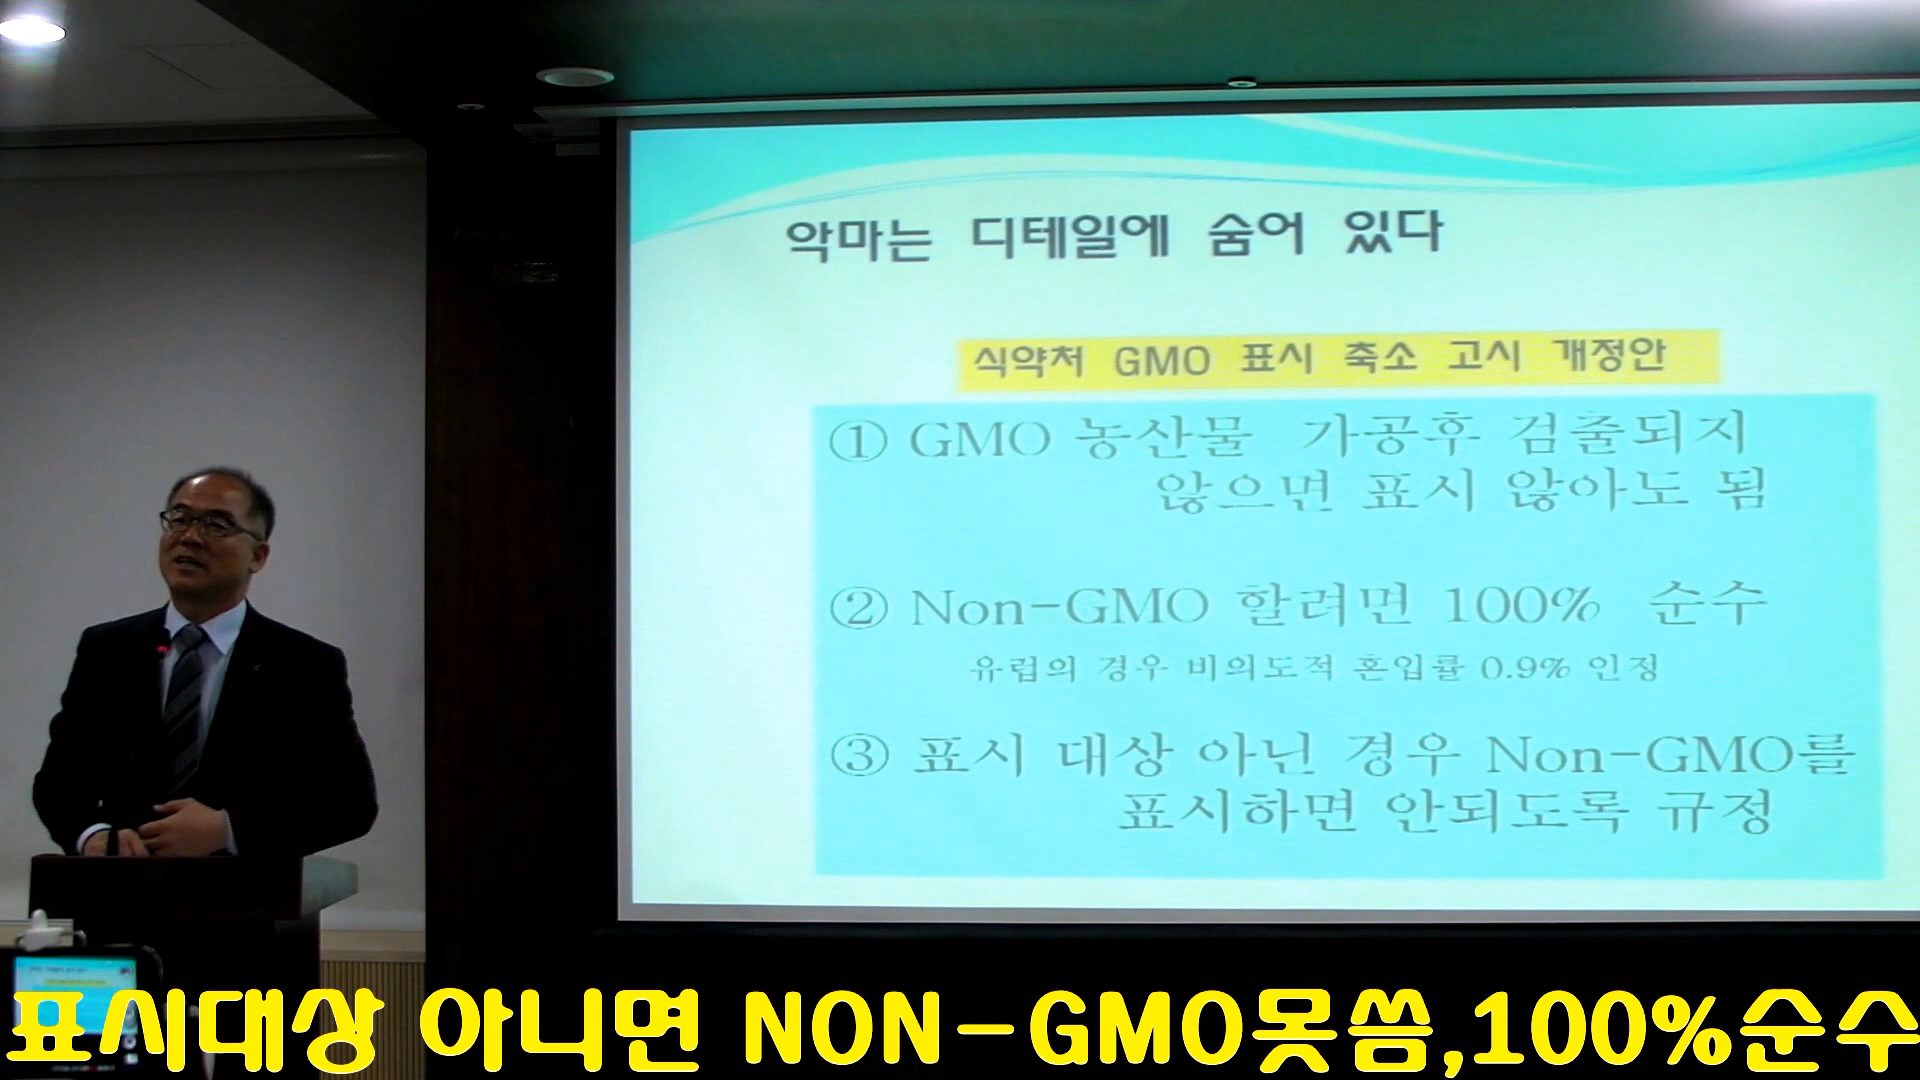 악마는 디테일에 숨어 있다
식약처 GMO 표시 축소 고시 개정안
① GMO 농산물 가공후 검출되지
않으면 표시 않아도 됨
② Non-GMO 할려면 100% 순수
유럽의 경우 비의도적 혼입률 0.9% 인정
③ 표시 대상 아닌 경우 Non-GMO를
표시하면 안되도록 규정
표시대상 아니면 NON-GMO못씀,100%순수